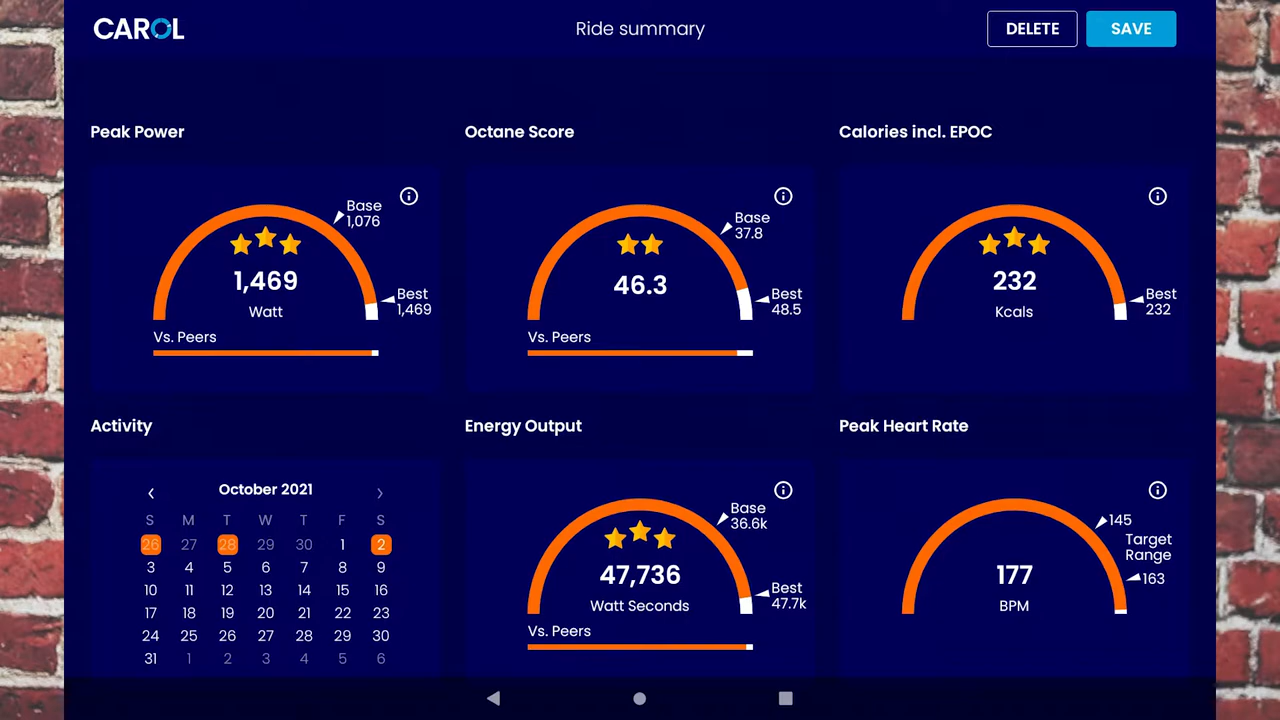 CAROL
Ride summary
DELETE
SAVE
Peak Power
Base
1,076
1,469
Watt
Best
1,469
Vs. Peers
Octane Score
Base
37.8
46.3
Best
48.5
Vs. Peers
Calories incl. EPOC
232
Kcals
Best
232
Activity
October 2021
S M T W T F S
26 27 28 29 30 1 2
3 4 5 6 7 8 9
10 11 12 13 14 15 16
17 18 19 20 21 22 23
24 25 26 27 28 29 30
31 1 2 3 4 5 6
Energy Output
Base
36.6k
47,736
Watt Seconds
Best
47.7k
Vs. Peers
Peak Heart Rate
145
Target
Range
163
177
BPM